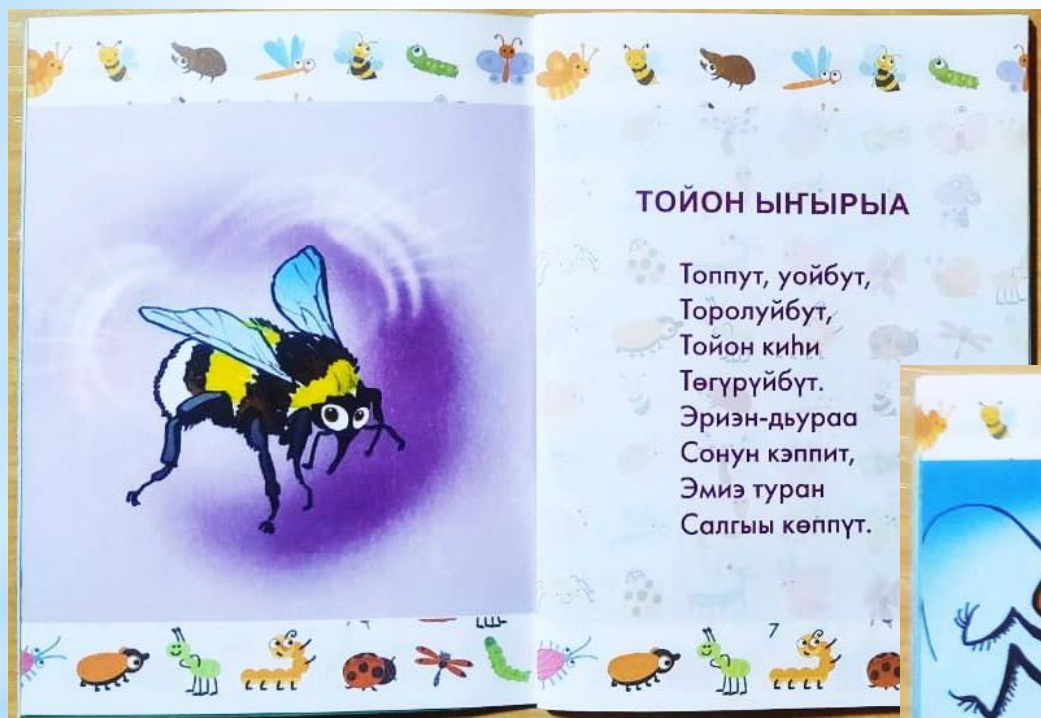 ТОЙОН ЫҤЫРЫА
Топпут, уойбут,
Торолуйбут,
Тойон киһи
Төгүрүйбүт.
Эриэн-дьураа
Сонун кэппит,
Эмиэ туран
Салгыы көппүт.
7